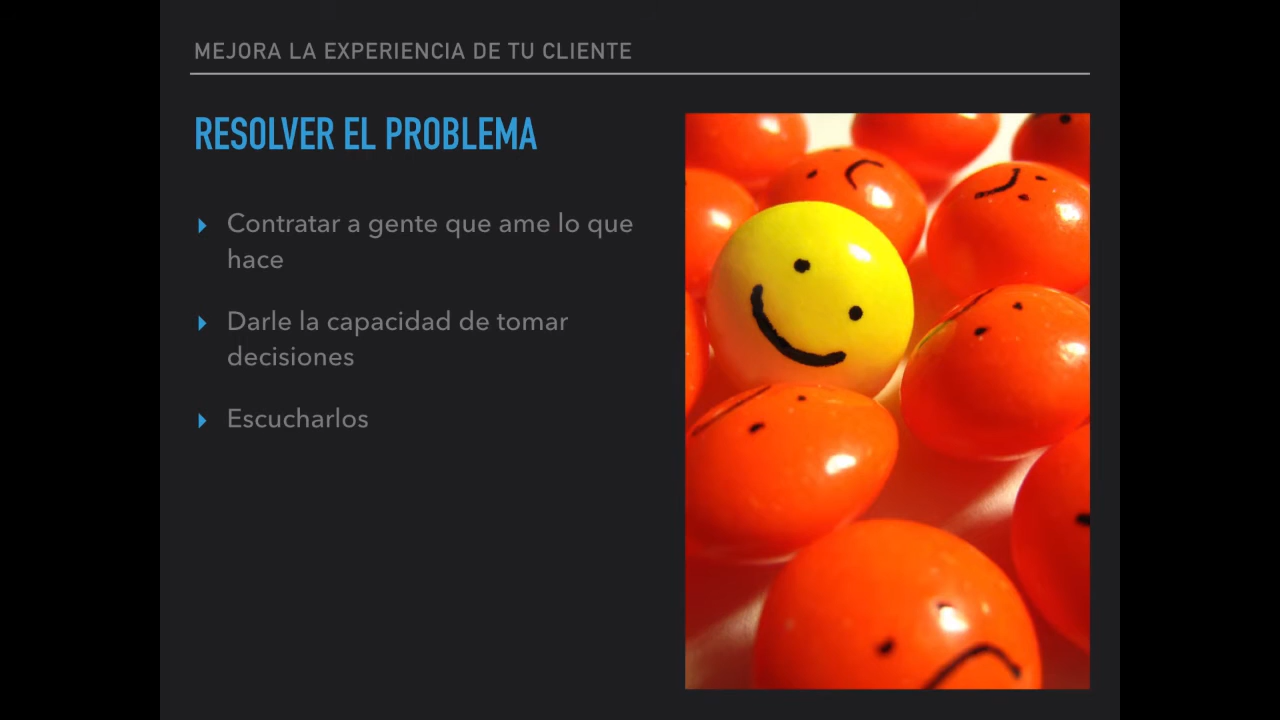 MEJORA LA EXPERIENCIA DE TU CLIENTE
RESOLVER EL PROBLEMA
Contratar a gente que ame lo que
hace
Darle la capacidad de tomar
decisiones
Escucharlos